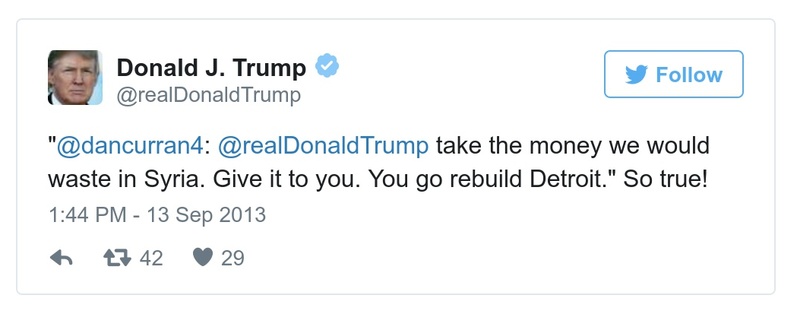 Donald J. Trump
@realDonaldTrump
Follow
"@dancurran4: @realDonaldTrump take the money we would
waste in Syria. Give it to you. You go rebuild Detroit." So true!
1:44 PM - 13 Sep 2013
42 29